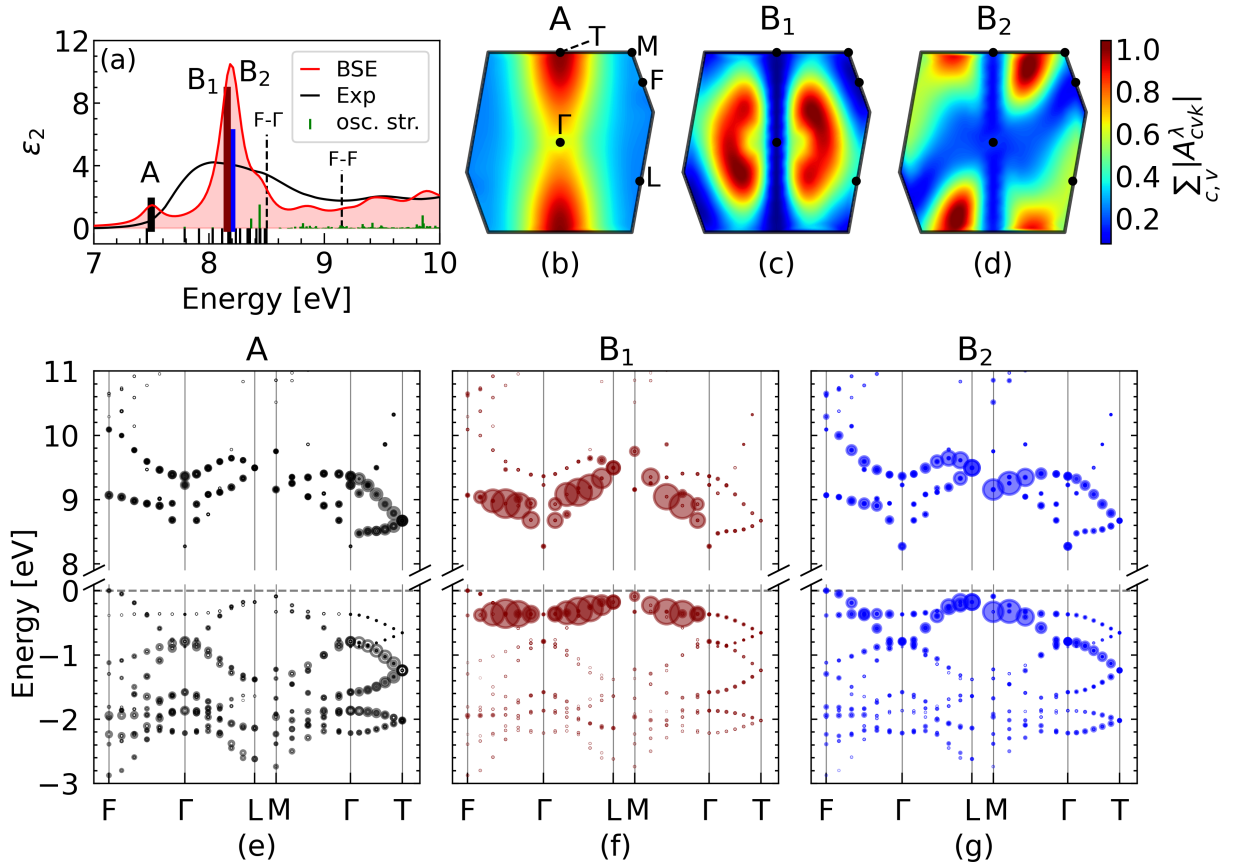 (a)
12
8
4
0
ε₂
7 8 9 10
Energy [eV]
A
B₁
B₂
F-Γ
F-F
BSE
Exp
osc. str.
A
B₁
B₂
T
M
F
Γ
L
(b)
(c)
(d)
1.0
0.8
0.6
0.4
0.2
∑ c,v |A^λ_cvk|
A
B₁
B₂
11
10
9
8
0
−1
−2
−3
Energy [eV]
F Γ L M Γ T
F Γ L M Γ T
F Γ L M Γ T
(e)
(f)
(g)